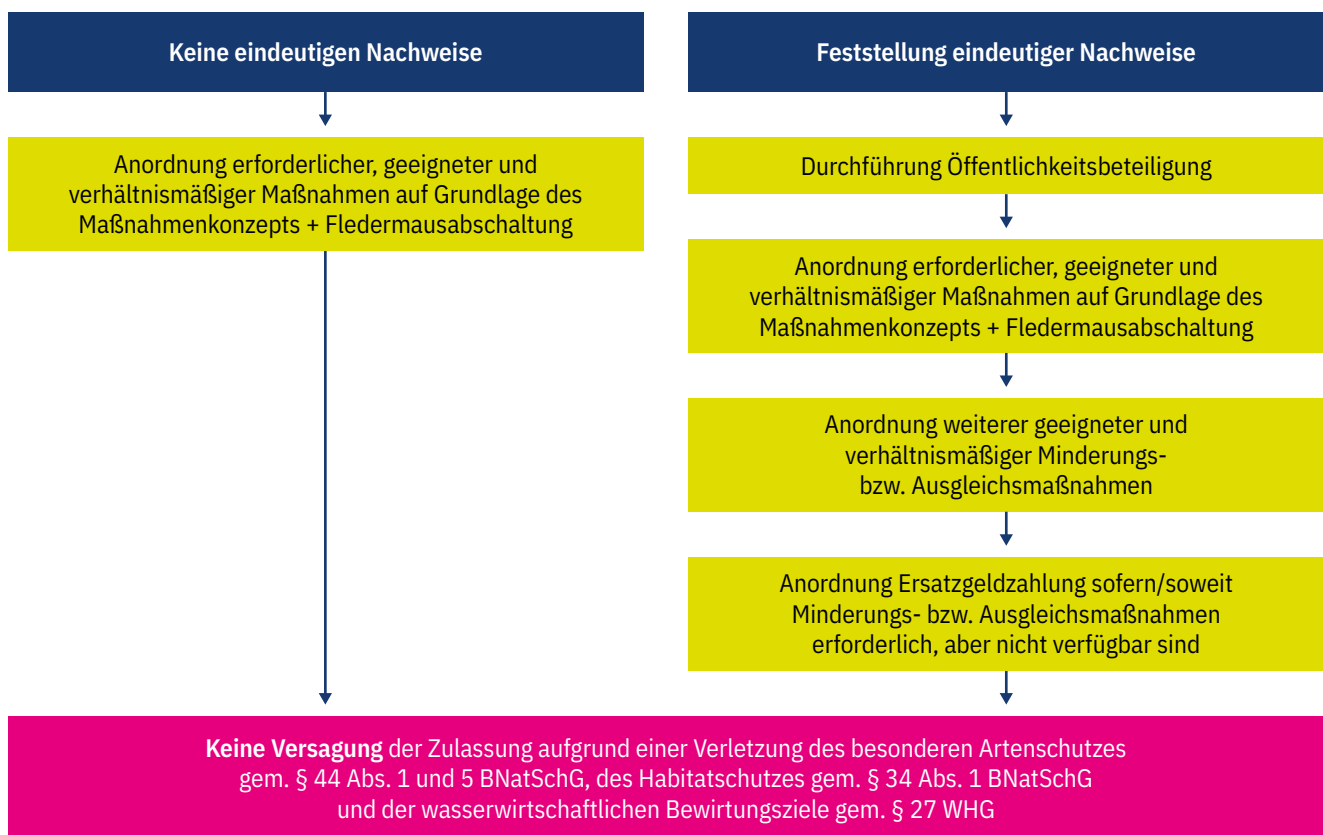 Keine eindeutigen Nachweise
Anordnung erforderlicher, geeigneter und
verhältnismäßiger Maßnahmen auf Grundlage des
Maßnahmenkonzepts + Fledermausabschaltung
Feststellung eindeutiger Nachweise
Durchführung Öffentlichkeitsbeteiligung
Anordnung erforderlicher, geeigneter und
verhältnismäßiger Maßnahmen auf Grundlage des
Maßnahmenkonzepts + Fledermausabschaltung
Anordnung weiterer geeigneter und
verhältnismäßiger Minderungs-
bzw. Ausgleichsmaßnahmen
Anordnung Ersatzgeldzahlung sofern/soweit
Minderungs- bzw. Ausgleichsmaßnahmen
erforderlich, aber nicht verfügbar sind
Keine Versagung der Zulassung aufgrund einer Verletzung des besonderen Artenschutzes
gem. § 44 Abs. 1 und 5 BNatSchG, des Habitatschutzes gem. § 34 Abs. 1 BNatSchG
und der wasserwirtschaftlichen Bewirtungsziele gem. § 27 WHG